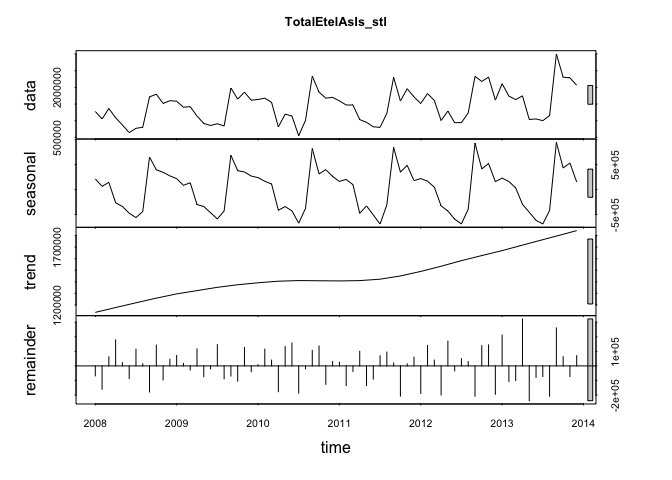 TotalEtelAsIs_stl
data
2000000
500000
seasonal
5e+05
-5e+05
trend
1700000
1200000
remainder
1e+05
-2e+05
2008 2009 2010 2011 2012 2013 2014
time